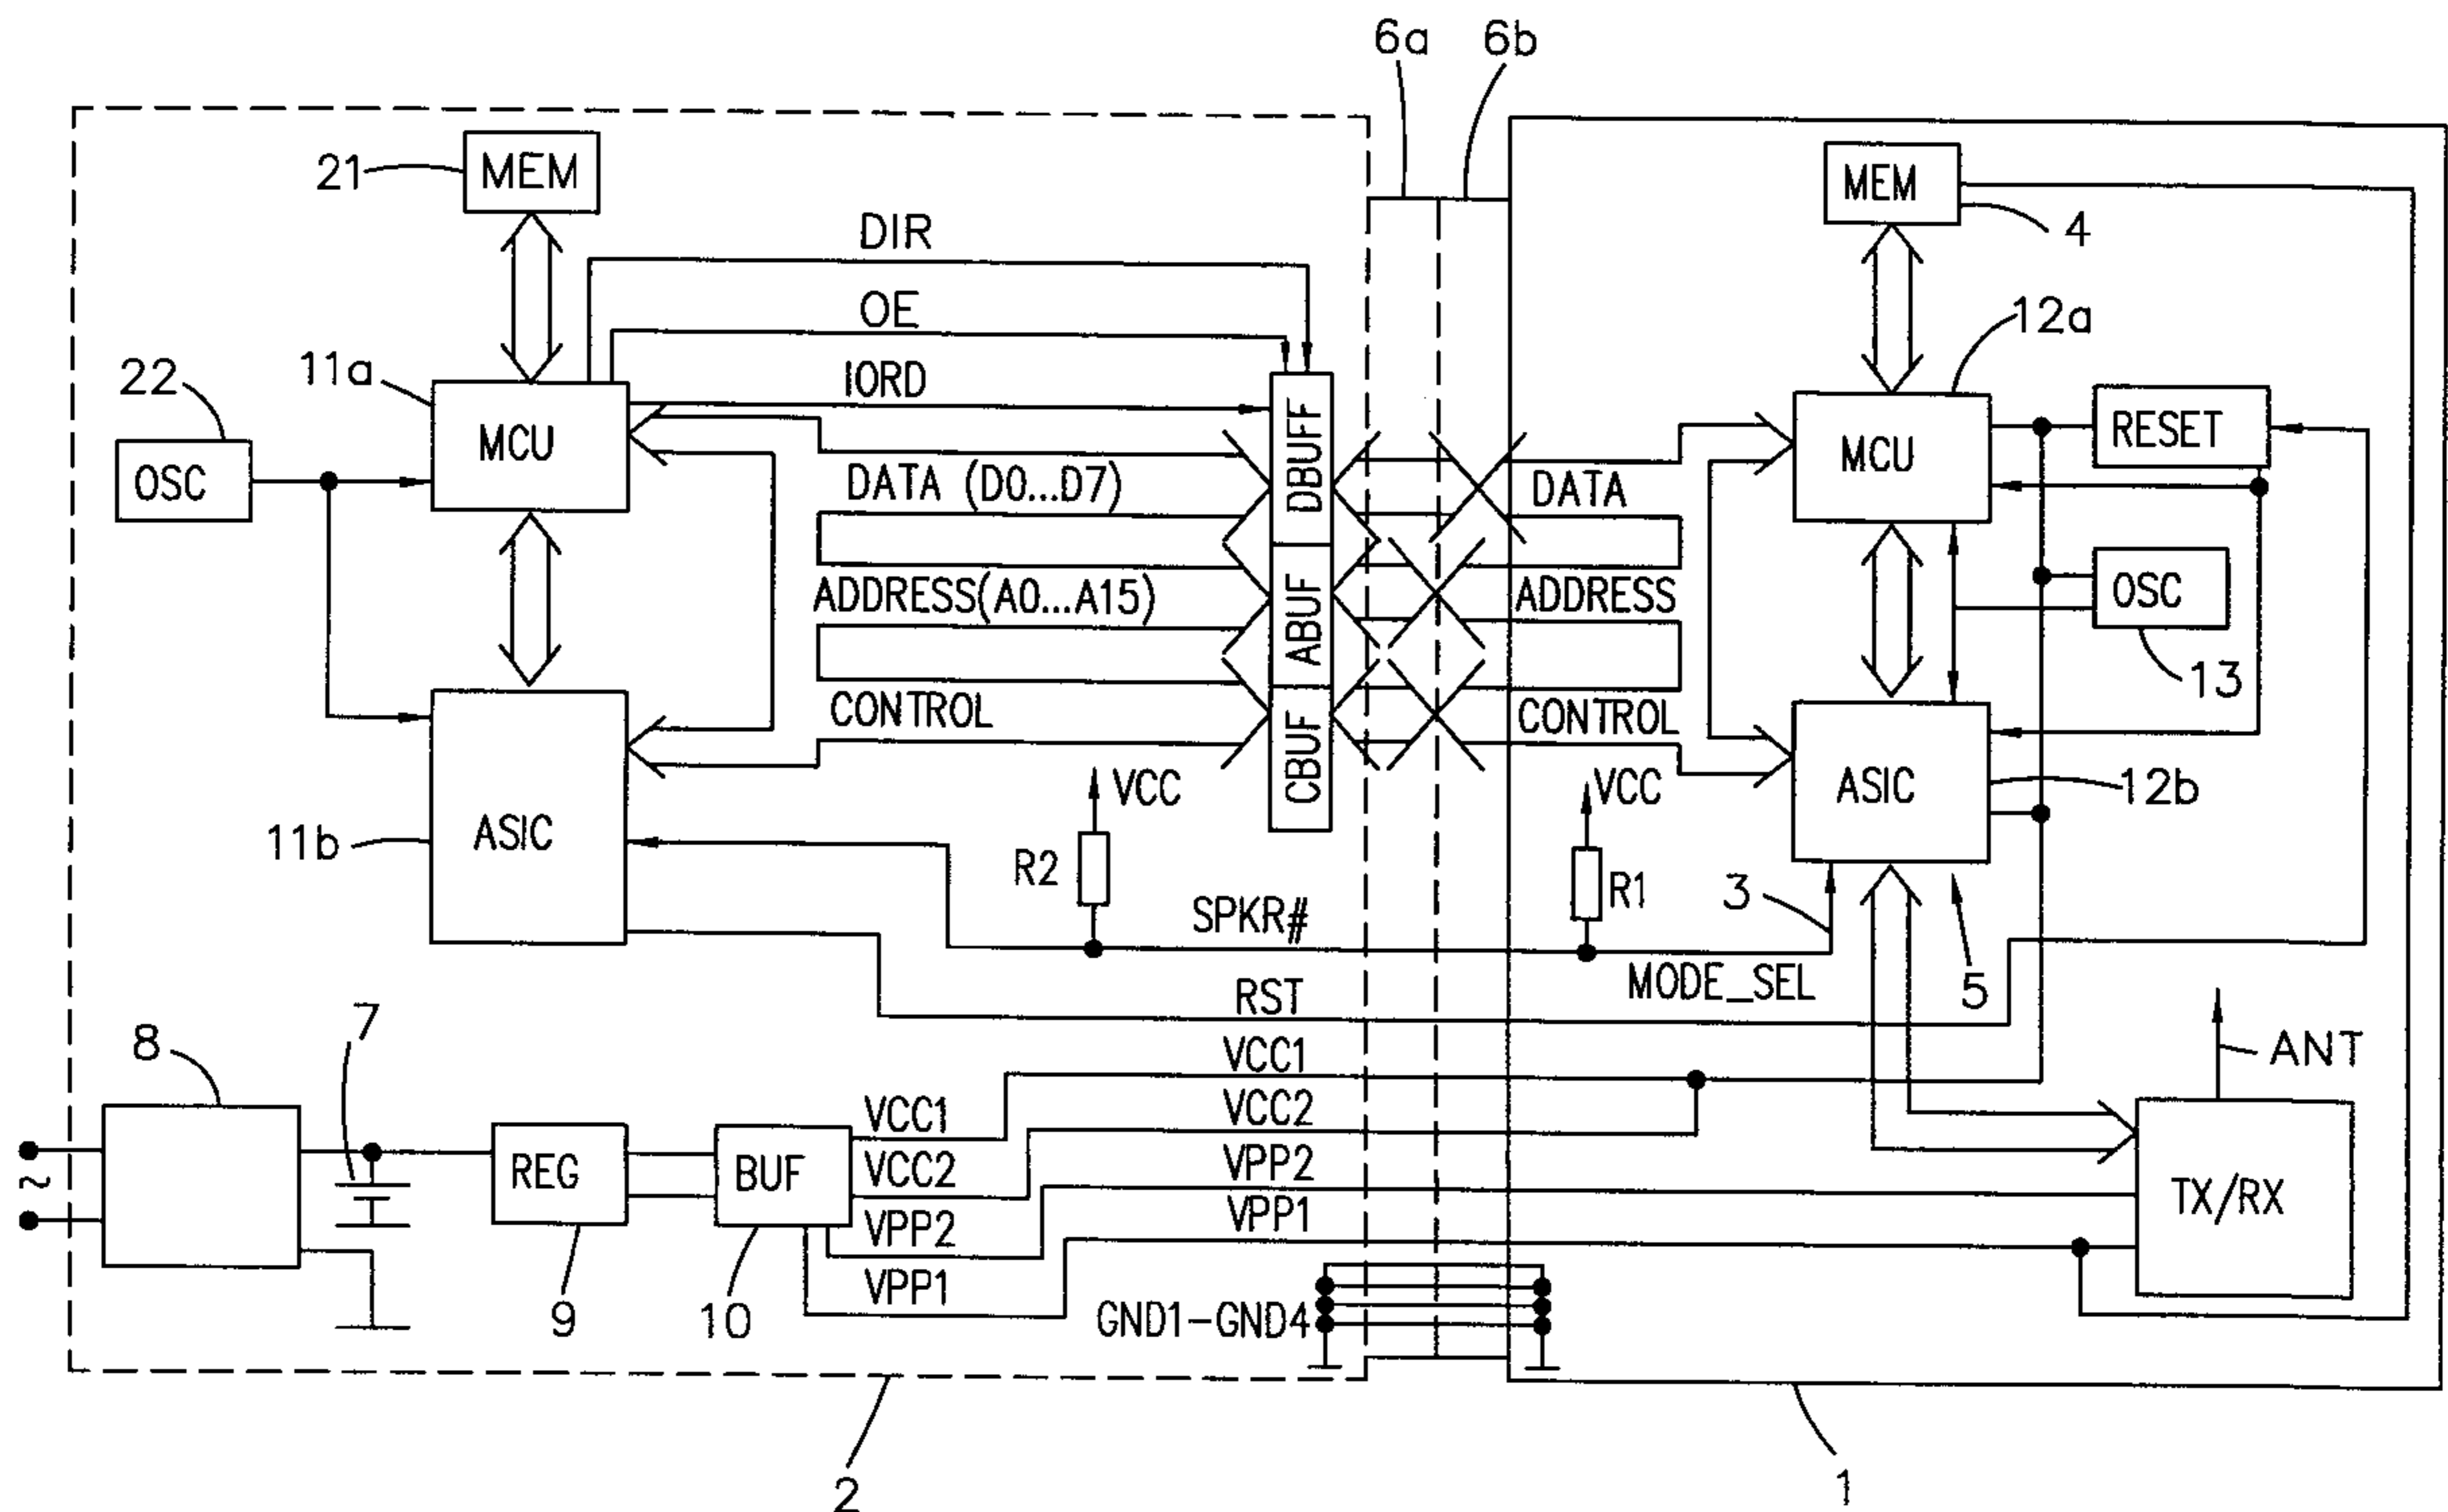 6a 6b
21 MEM
MEM
4
DIR
OE
12a
22 11a
IORD
OSC
MCU
DBUFF
MCU
RESET
DATA (D0...D7)
DATA
ADDRESS(A0...A15)
ABUF
ADDRESS
OSC
13
CONTROL
CBUF
CONTROL
VCC
VCC
ASIC
12b
11b
ASIC
R2
R1
3
SPKR#
MODE_SEL
5
RST
8
7
VCC1
ANT
VCC1
VCC2
~
REG
BUF
VCC2
VPP2
TX/RX
VPP2
VPP1
VPP1
9
10
GND1-GND4
2
1